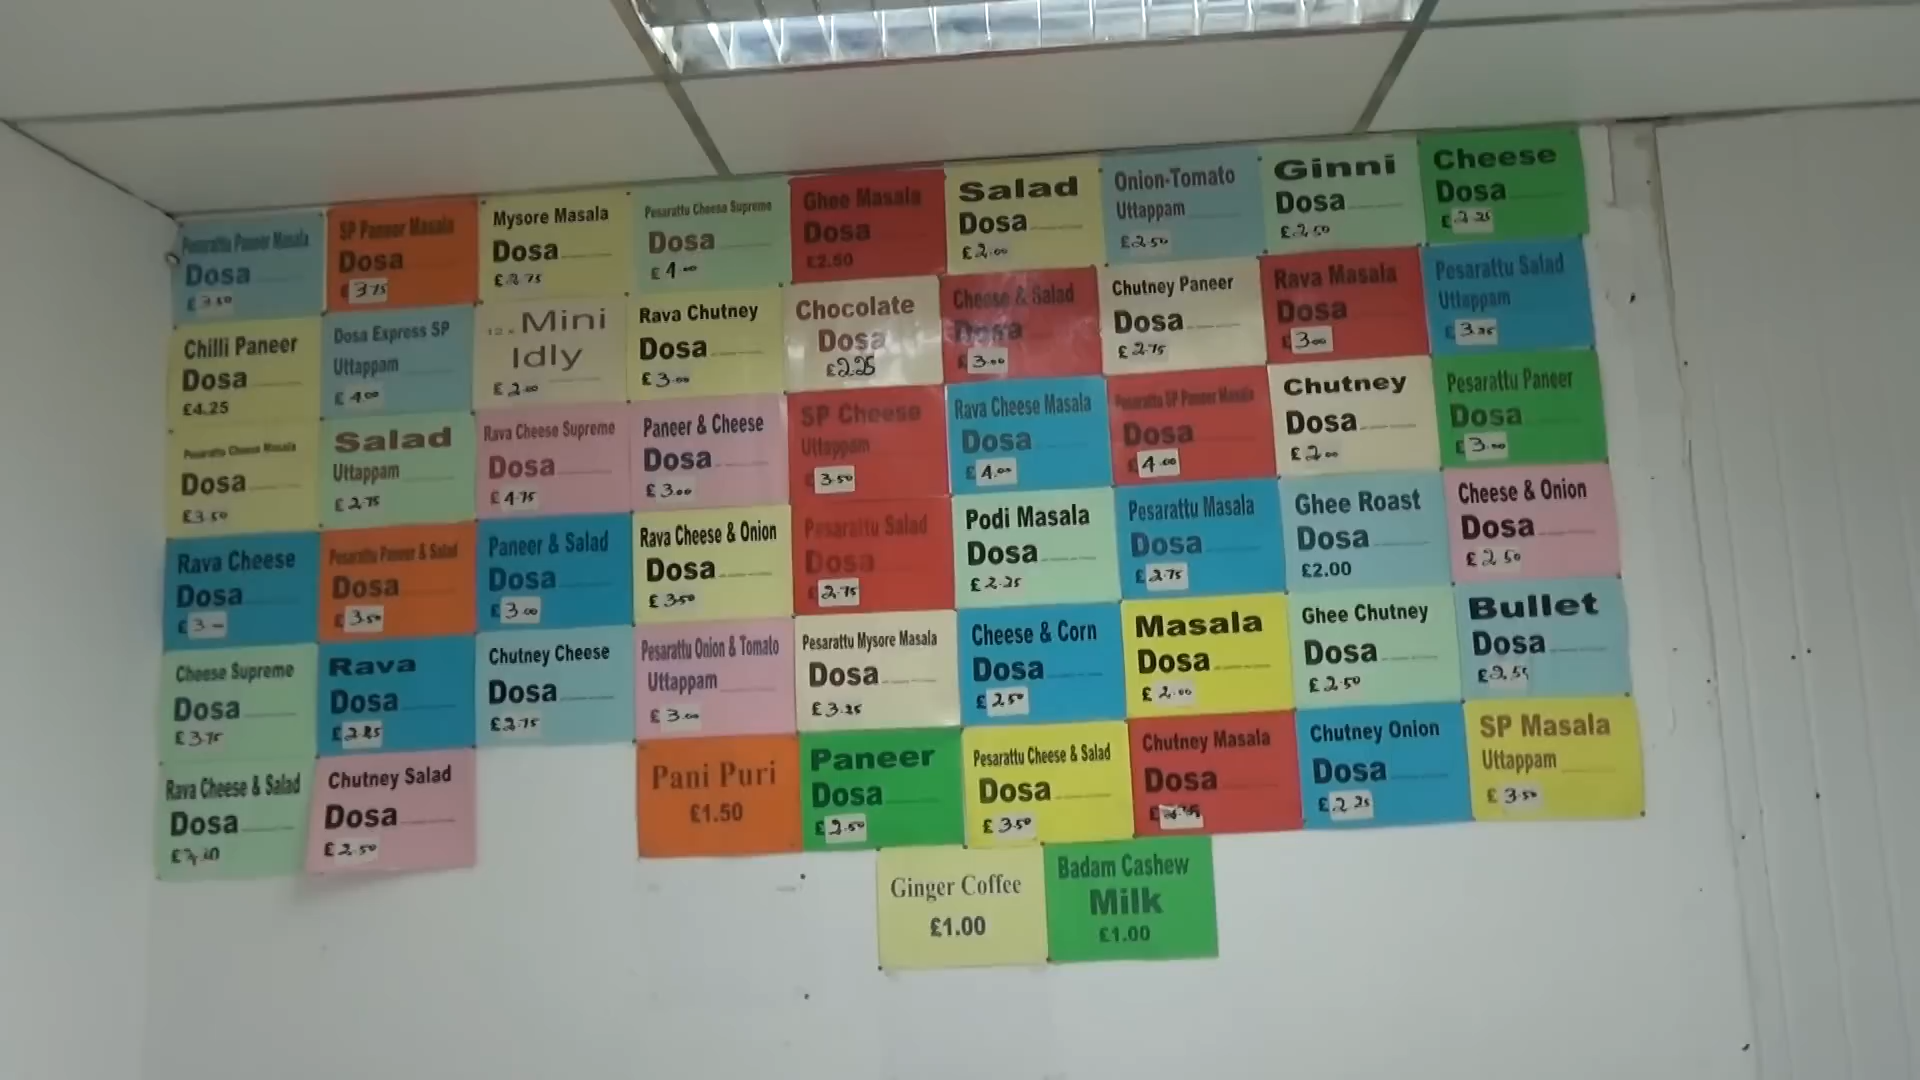 Pesarattu Paneer Masala
Dosa
£3.50
SP Paneer Masala
Dosa
£3.75
Mysore Masala
Dosa
£2.75
Pesarattu Cheese Supreme
Dosa
£4.00
Ghee Masala
Dosa
£2.50
Salad
Dosa
£2.00
Onion-Tomato
Uttappam
£2.50
Ginni
Dosa
£2.50
Cheese
Dosa
£2.25
Chilli Paneer
Dosa
£4.25
Dosa Express SP
Uttappam
£4.00
12 x Mini
Idly
£2.00
Rava Chutney
Dosa
£3.00
Chocolate
Dosa
£2.25
Cheese & Salad
Dosa
£3.00
Chutney Paneer
Dosa
£2.75
Rava Masala
Dosa
£3.00
Pesarattu Salad
Uttappam
£3.25
Pesarattu Cheese Masala
Dosa
£3.50
Salad
Uttappam
£2.75
Rava Cheese Supreme
Dosa
£4.75
Paneer & Cheese
Dosa
£3.00
SP Cheese
Uttappam
£3.50
Rava Cheese Masala
Dosa
£4.00
Pesarattu SP Paneer Masala
Dosa
£4.00
Chutney
Dosa
£2.00
Pesarattu Paneer
Dosa
£3.00
Rava Cheese
Dosa
£3
Pesarattu Paneer & Salad
Dosa
£3.50
Paneer & Salad
Dosa
£3.00
Rava Cheese & Onion
Dosa
£3.50
Pesarattu Salad
Dosa
£2.75
Podi Masala
Dosa
£2.25
Pesarattu Masala
Dosa
£2.75
Ghee Roast
Dosa
£2.00
Cheese & Onion
Dosa
£2.50
Cheese Supreme
Dosa
£3.75
Rava
Dosa
Chutney Cheese
Dosa
£2.75
Pesarattu Onion & Tomato
Uttappam
£3.00
Pesarattu Mysore Masala
Dosa
£3.25
Cheese & Corn
Dosa
£2.50
Masala
Dosa
£2.00
Ghee Chutney
Dosa
£2.50
Bullet
Dosa
Rava Cheese & Salad
Dosa
Chutney Salad
Dosa
£2.50
Pani Puri
£1.50
Paneer
Dosa
£2.50
Pesarattu Cheese & Salad
Dosa
£3.50
Chutney Masala
Dosa
Chutney Onion
Dosa
£2.25
SP Masala
Uttappam
£3.50
Ginger Coffee
£1.00
Badam Cashew
Milk
£1.00